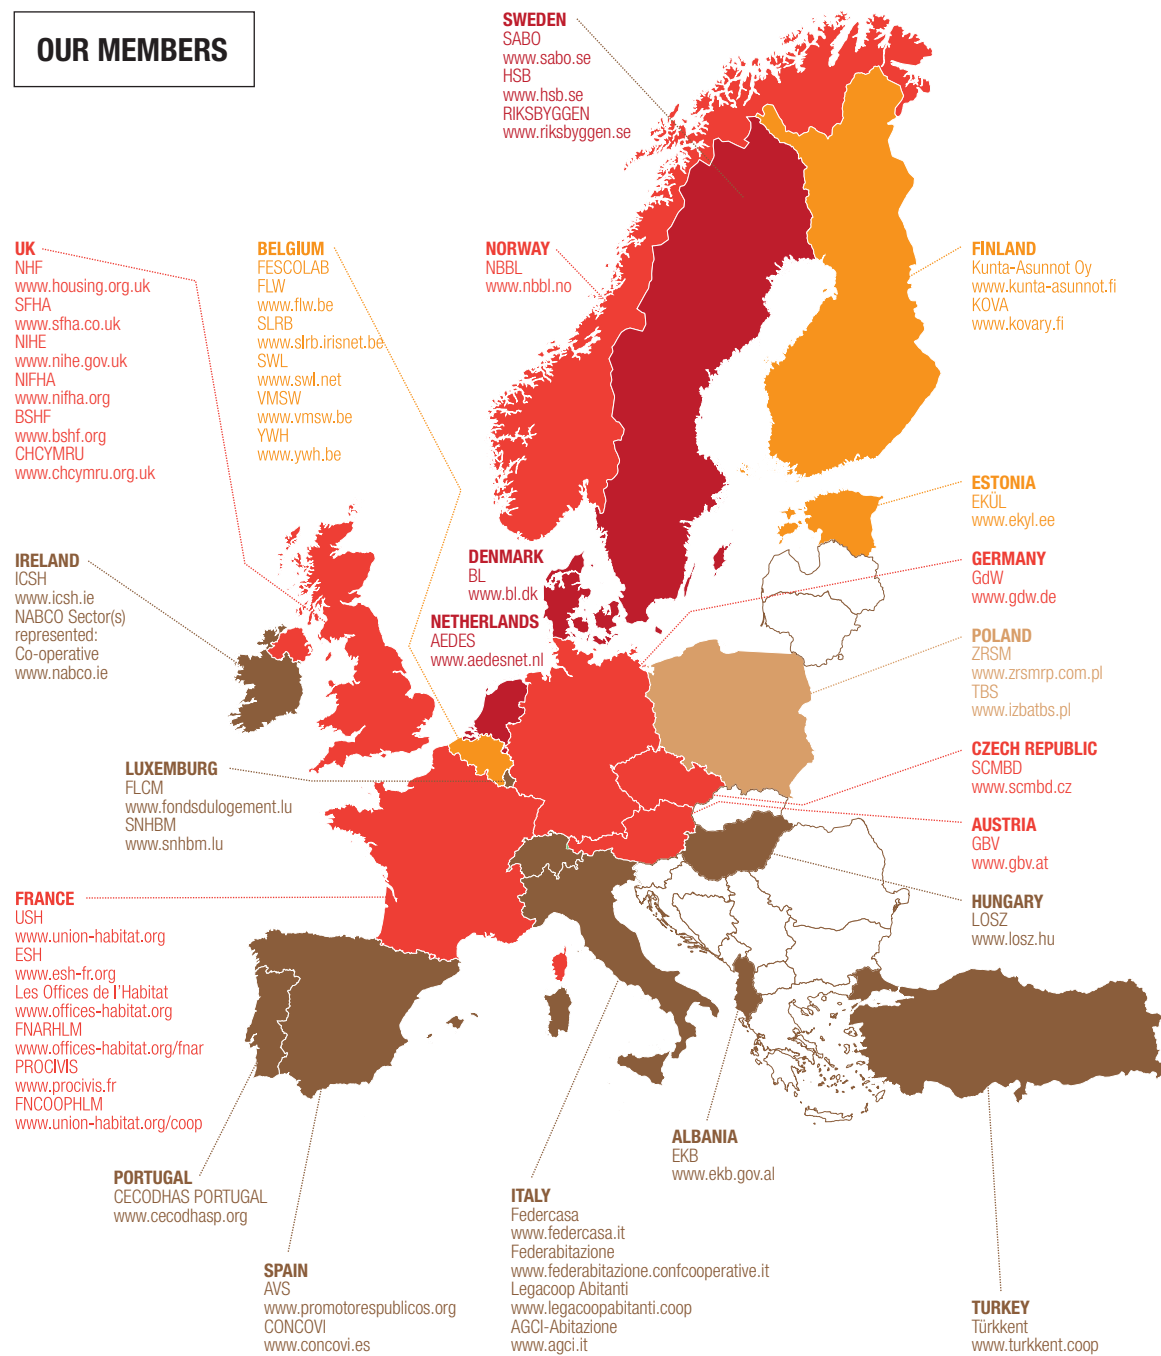 OUR MEMBERS
SWEDEN
SABO
www.sabo.se
HSB
www.hsb.se
RIKSBYGGEN
www.riksbyggen.se
UK
NHF
www.housing.org.uk
SFHA
www.sfha.co.uk
NIHE
www.nihe.gov.uk
NIFHA
www.nifha.org
BSHF
www.bshf.org
CHCYMRU
www.chcymru.org.uk
BELGIUM
FESCOLAB
FLW
www.flw.be
SLRB
www.slrb.irisnet.be
SWL
www.swl.net
VMSW
www.vmsw.be
YWH
www.ywh.be
NORWAY
NBBL
www.nbbl.no
FINLAND
Kunta-Asunnot Oy
www.kunta-asunnot.fi
KOVA
www.kovary.fi
ESTONIA
EKÜL
www.ekyl.ee
IRELAND
ICSH
www.icsh.ie
NABCO Sector(s)
represented:
Co-operative
www.nabco.ie
DENMARK
BL
www.bl.dk
NETHERLANDS
AEDES
www.aedesnet.nl
GERMANY
GdW
www.gdw.de
POLAND
ZRSM
www.zrsmrp.com.pl
TBS
www.izbatbs.pl
LUXEMBURG
FLCM
www.fondsdulogement.lu
SNHBM
www.snhbm.lu
CZECH REPUBLIC
SCMBD
www.scmbd.cz
AUSTRIA
GBV
www.gbv.at
HUNGARY
LOSZ
www.losz.hu
FRANCE
USH
www.union-habitat.org
ESH
www.esh-fr.org
Les Offices de l'Habitat
www.offices-habitat.org
FNARHLM
www.offices-habitat.org/fnar
PROCIVIS
www.procivis.fr
FNCOOPHLM
www.union-habitat.org/coop
PORTUGAL
CECODHAS PORTUGAL
www.cecodhasp.org
SPAIN
AVS
www.promotorespublicos.org
CONCOVI
www.concovi.es
ITALY
Federcasa
www.federcasa.it
Federabitazione
www.federabitazione.confcooperative.it
Legacoop Abitanti
www.legacoopabitanti.coop
AGCI-Abitazione
www.agci.it
ALBANIA
EKB
www.ekb.gov.al
TURKEY
Türkkent
www.turkkent.coop